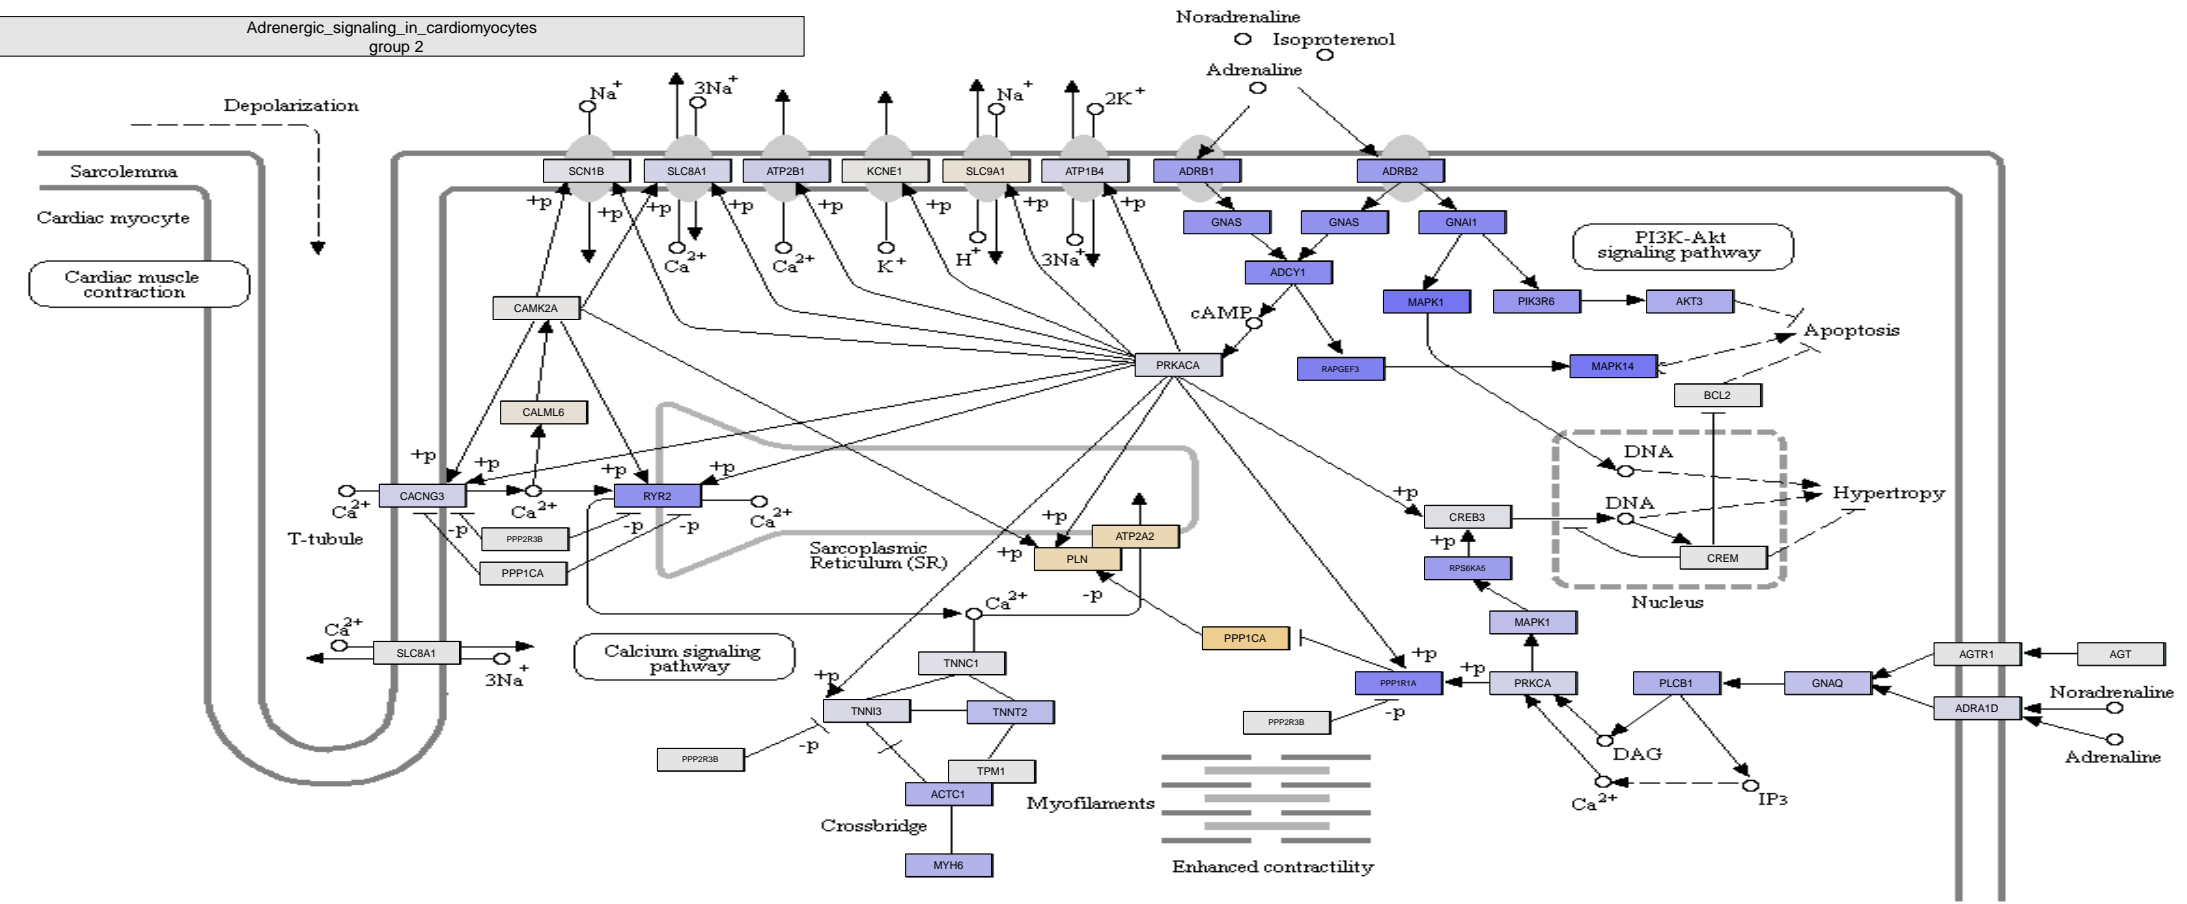 Adrenergic_signaling_in_cardiomyocytes
group 2
Noradrenaline
Isoproterenol
Adrenaline
Depolarization
Na+
3Na+
Na+
2K+
Sarcolemma
SCN1B
SLC8A1
ATP2B1
KCNE1
SLC9A1
ATP1B4
ADRB1
ADRB2
+p
+p
+p
+p
+p
+p
+p
Cardiac myocyte
GNAS
GNAS
GNAI1
PI3K-Akt
signaling pathway
Ca2+
Ca2+
K+
H+
3Na+
Cardiac muscle
contraction
ADCY1
CAMK2A
cAMP
MAPK1
PIK3R6
AKT3
Apoptosis
PRKACA
RAPGEF3
MAPK14
BCL2
CALML6
+p
+p
+p
+p
DNA
CACNG3
RYR2
+p
DNA
Hypertropy
Ca2+
Ca2+
Ca2+
T-tubule
-p
-p
-p
PPP2R3B
+p
CREB3
ATP2A2
PPP1CA
Sarcoplasmic
Reticulum (SR)
+p
PLN
+p
CREM
RPS6KA5
-p
Nucleus
Ca2+
MAPK1
Ca2+
SLC8A1
3Na+
Calcium signaling
pathway
PPP1CA
TNNC1
+p
+p
+p
AGTR1
AGT
PPP1R1A
PRKCA
PLCB1
GNAQ
Noradrenaline
TNNI3
TNNT2
-p
ADRA1D
PPP2R3B
-p
DAG
Adrenaline
PPP2R3B
TPM1
ACTC1
Myofilaments
Ca2+
IP3
Crossbridge
MYH6
Enhanced contractility